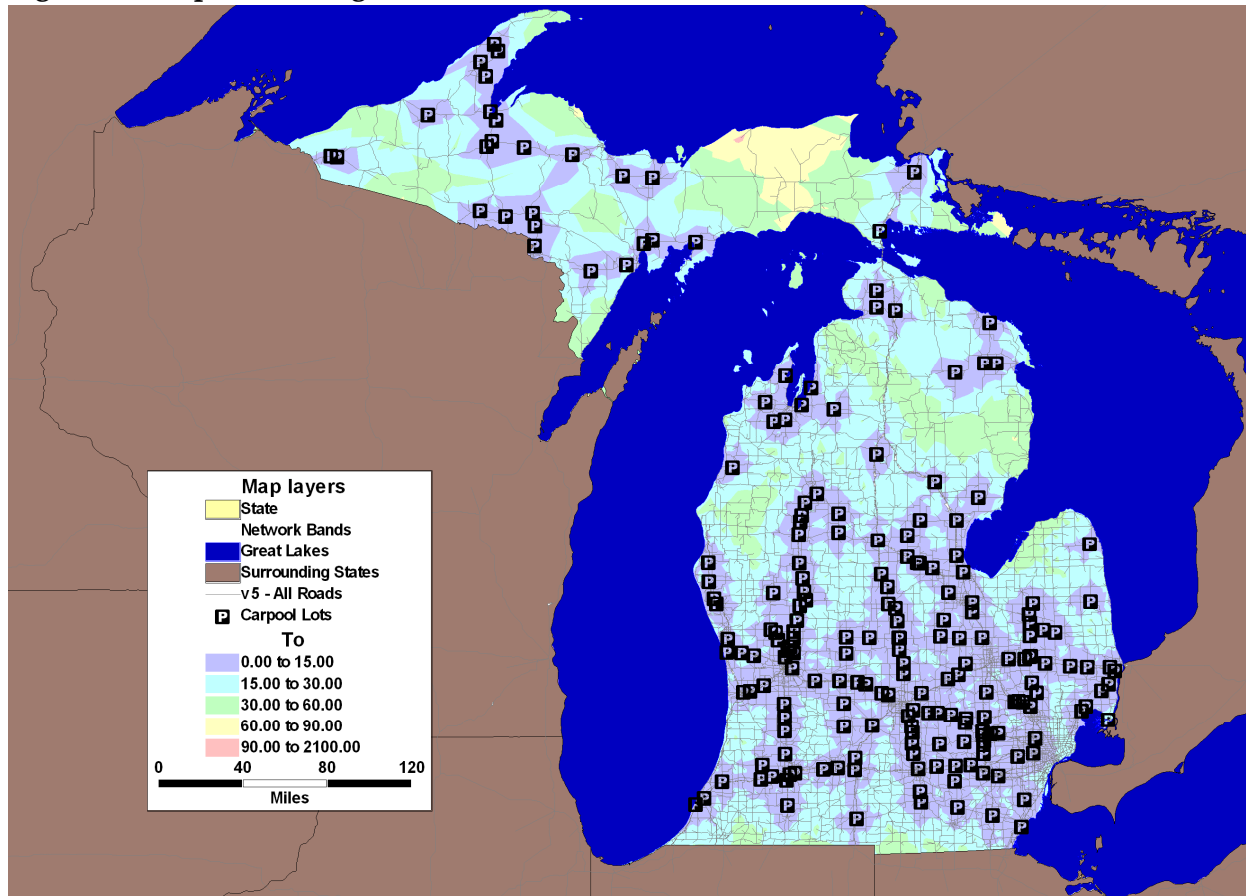 Map layers
State
Network Bands
Great Lakes
Surrounding States
v5 - All Roads
P Carpool Lots
To
0.00 to 15.00
15.00 to 30.00
30.00 to 60.00
60.00 to 90.00
90.00 to 2100.00
0 40 80 120
Miles